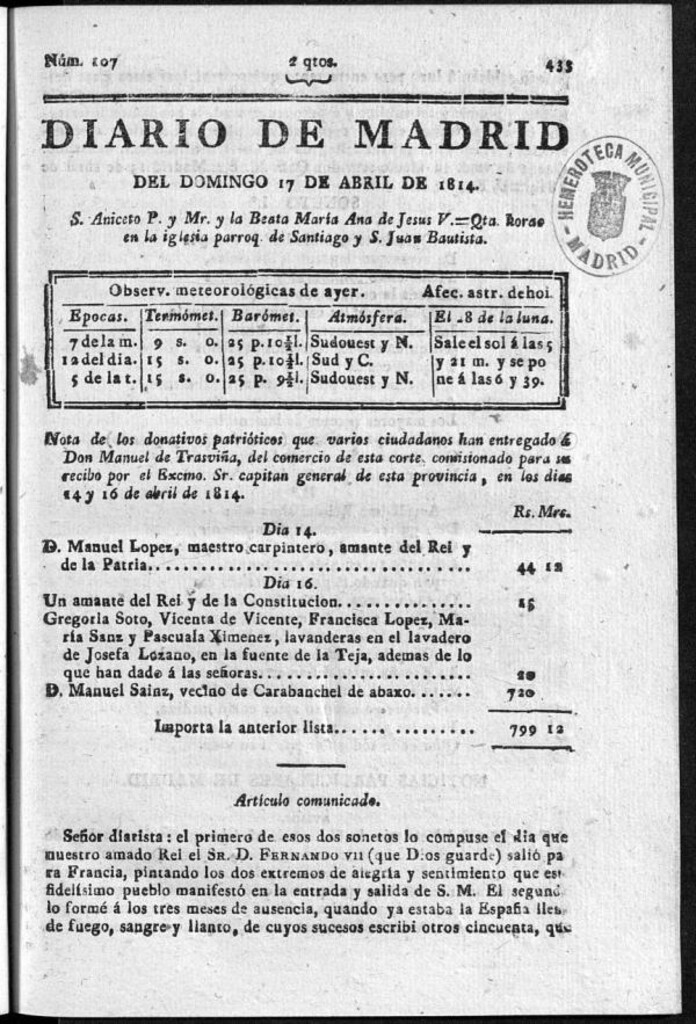 Núm. 107 2 qtos. 433
DIARIO DE MADRID
DEL DOMINGO 17 DE ABRIL DE 1814.
HEMEROTECA MUNICIPAL
MADRID
S. Aniceto P. y Mr. y la Beata María Ana de Jesus V.=Qta. horas
en la iglesia parroq. de Santiago y S. Juan Bautista.
Observ. meteorológicas de ayer. Afec. astr. de hoi.
Epocas. Termómet. Barómet. Atmósfera. El 28 de la luna.
7 de la m. 9 s. o. 25 p. 10½ l. Sudouest y N. Sale el sol á las 5
12 del dia. 15 s. o. 25 p. 10½ l. Sud y C. y 21 m. y se po
5 de la t. 15 s. o. 25 p. 9½ l. Sudouest y N. ne á las 6 y 39.
Nota de los donativos patrióticos que varios ciudadanos han entregado á
Don Manuel de Trasviña, del comercio de esta corte, comisionado para su
recibo por el Excmo. Sr. capitan general de esta provincia, en los dias
14 y 16 de abril de 1814.
Rs. Mrs.
Dia 14.
D. Manuel Lopez, maestro carpintero, amante del Rei y
de la Patria.................................. 44 12
Dia 16.
Un amante del Rei y de la Constitucion.............. 15
Gregoria Soto, Vicenta de Vicente, Francisca Lopez, Ma-
ría Sanz y Pascuala Ximenez, lavanderas en el lavadero
de Josefa Lozano, en la fuente de la Teja, ademas de lo
que han dado á las señoras....................... 20
D. Manuel Sainz, vecino de Carabanchel de abaxo....... 720
Importa la anterior lista............... 799 12
Artículo comunicado.
Señor diarista: el primero de esos dos sonetos lo compuse el dia que
nuestro amado Rei el SR. D. FERNANDO VII (que Dios guarde) salió pa
ra Francia, pintando los dos extremos de alegría y sentimiento que es
fidelísimo pueblo manifestó en la entrada y salida de S. M. El segund
lo formé á los tres meses de ausencia, quando ya estaba la España llen
de fuego, sangre y llanto, de cuyos sucesos escribí otros cincuenta, que